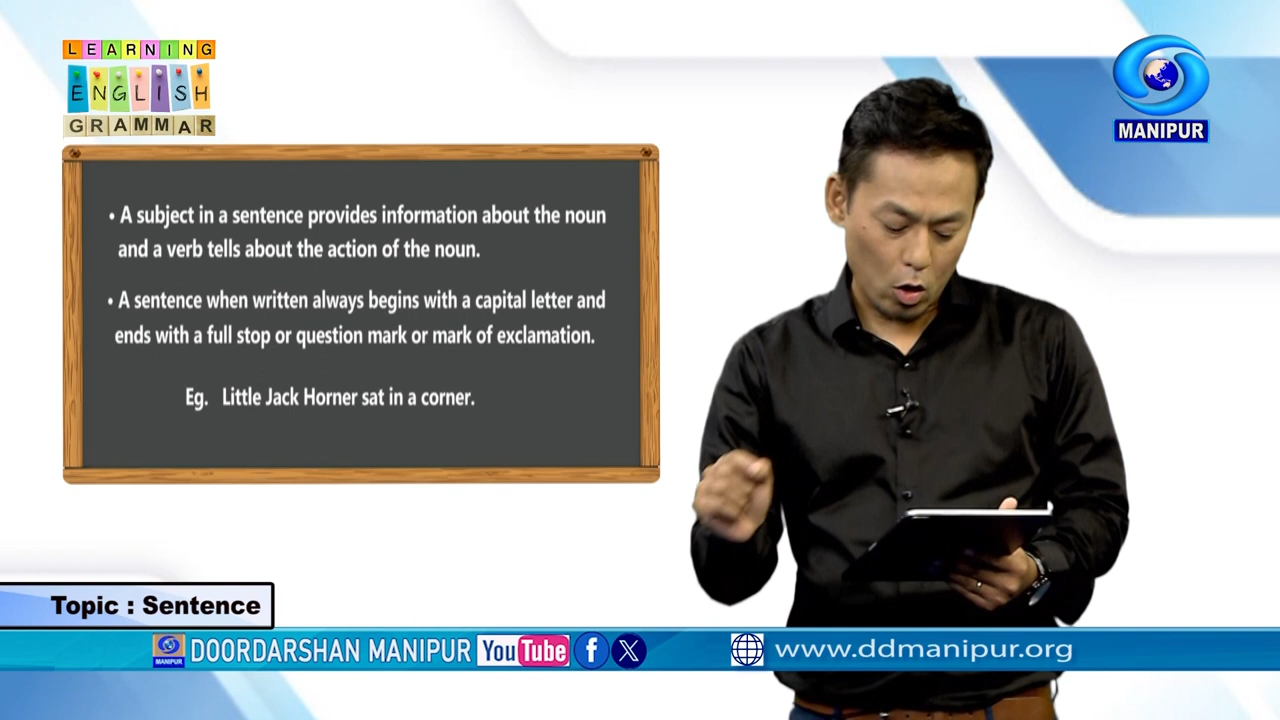 LEARNING
ENGLISH
GRAMMAR
MANIPUR
• A subject in a sentence provides information about the noun
and a verb tells about the action of the noun.
• A sentence when written always begins with a capital letter and
ends with a full stop or question mark or mark of exclamation.
Eg. Little Jack Horner sat in a corner.
Topic : Sentence
MANIPUR DOORDARSHAN MANIPUR YouTube f X www.ddmanipur.org